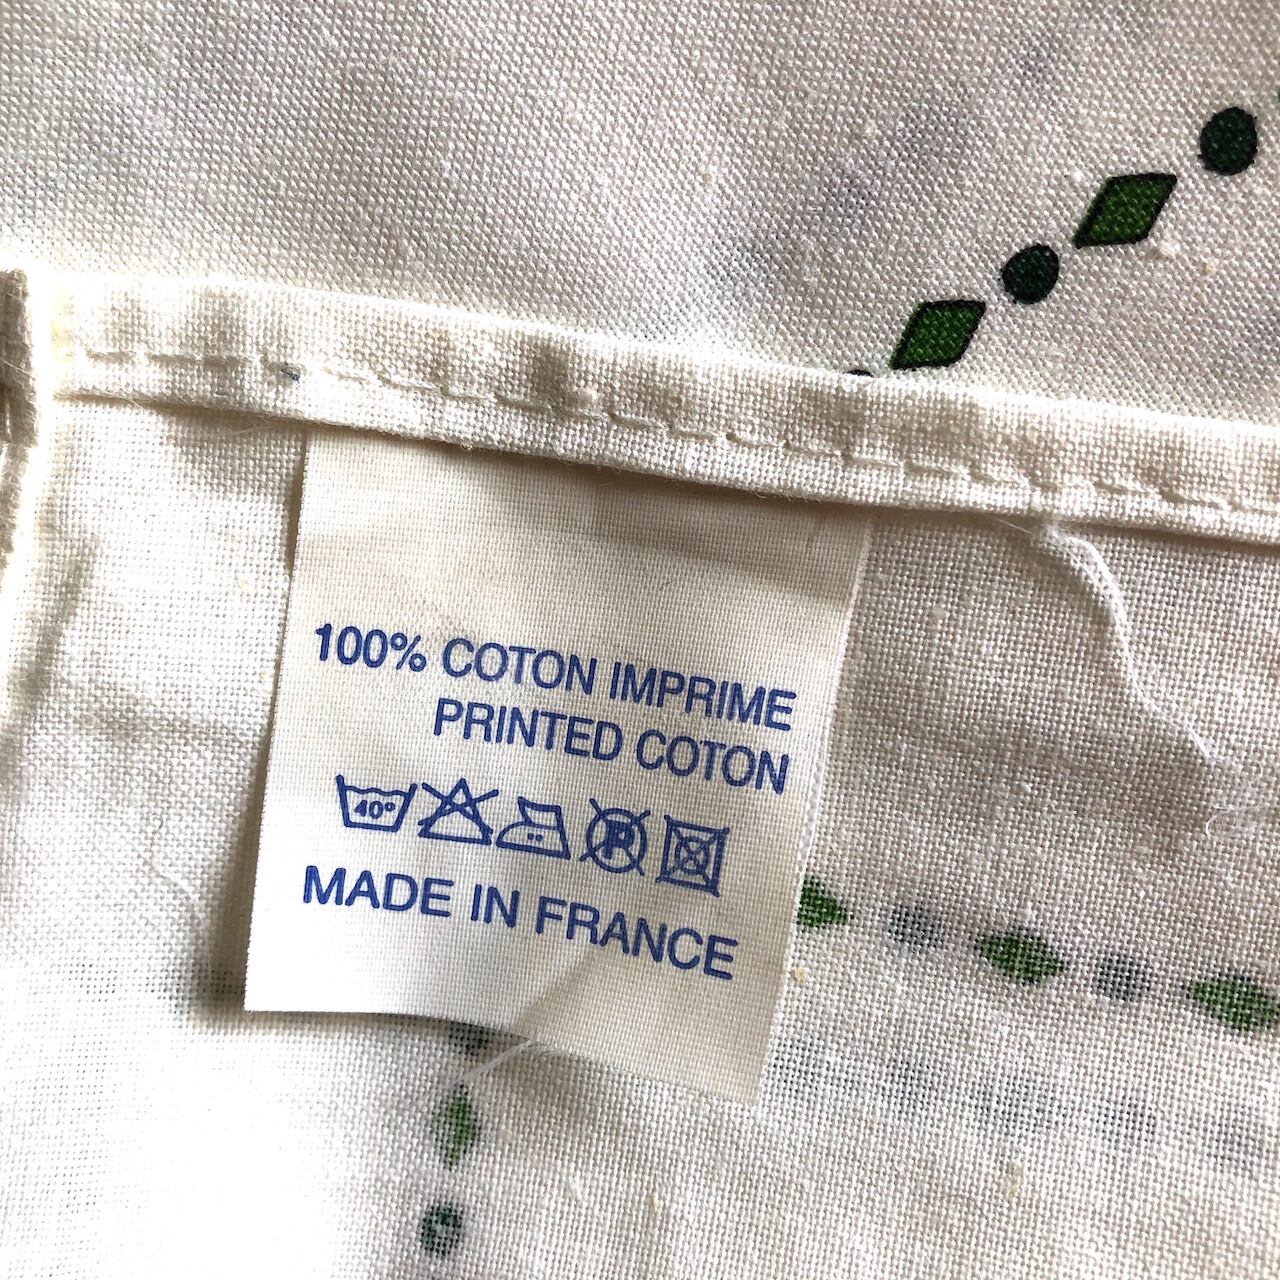 100% COTON IMPRIME
PRINTED COTON
40° P
MADE IN FRANCE